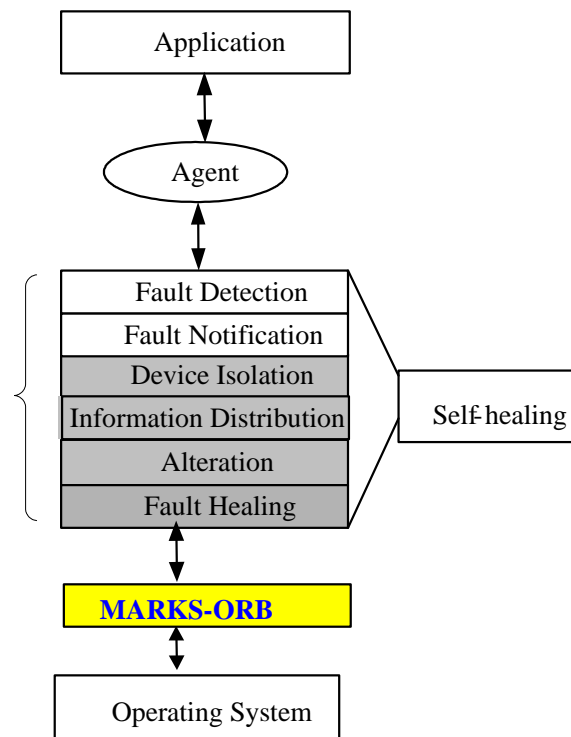 Application
Agent
Fault Detection
Fault Notification
Device Isolation
Information Distribution
Alteration
Fault Healing
Self-healing
MARKS-ORB
Operating System